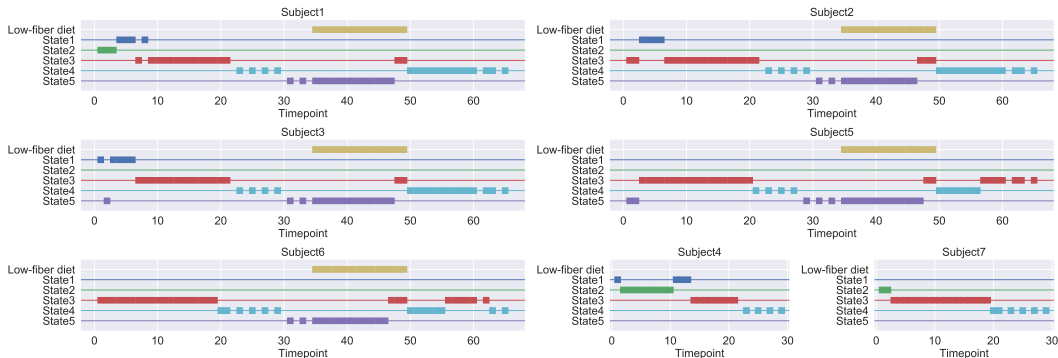 Subject1
Low-fiber diet
State1
State2
State3
State4
State5
0 10 20 30 40 50 60
Timepoint
Subject2
Low-fiber diet
State1
State2
State3
State4
State5
0 10 20 30 40 50 60
Timepoint
Subject3
Low-fiber diet
State1
State2
State3
State4
State5
0 10 20 30 40 50 60
Timepoint
Subject5
Low-fiber diet
State1
State2
State3
State4
State5
0 10 20 30 40 50 60
Timepoint
Subject6
Low-fiber diet
State1
State2
State3
State4
State5
0 10 20 30 40 50 60
Timepoint
Subject4
Low-fiber diet
State1
State2
State3
State4
State5
0 10 20 30
Timepoint
Subject7
Low-fiber diet
State1
State2
State3
State4
State5
0 10 20 30
Timepoint